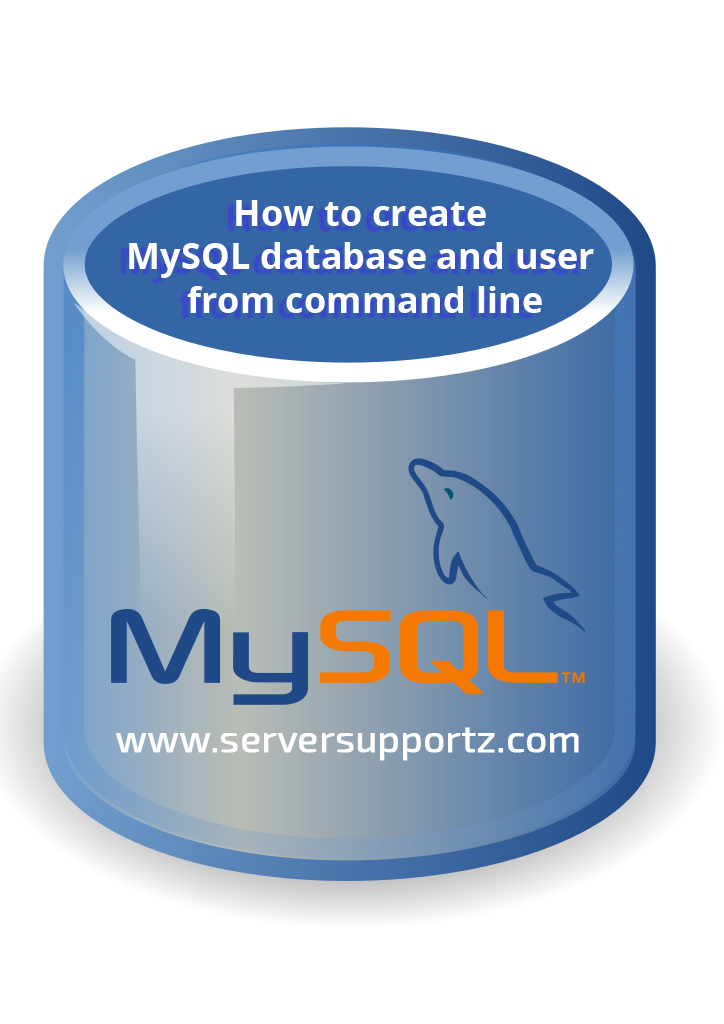 How to create
MySQL database and user
from command line
MySQL™
www.serversupportz.com